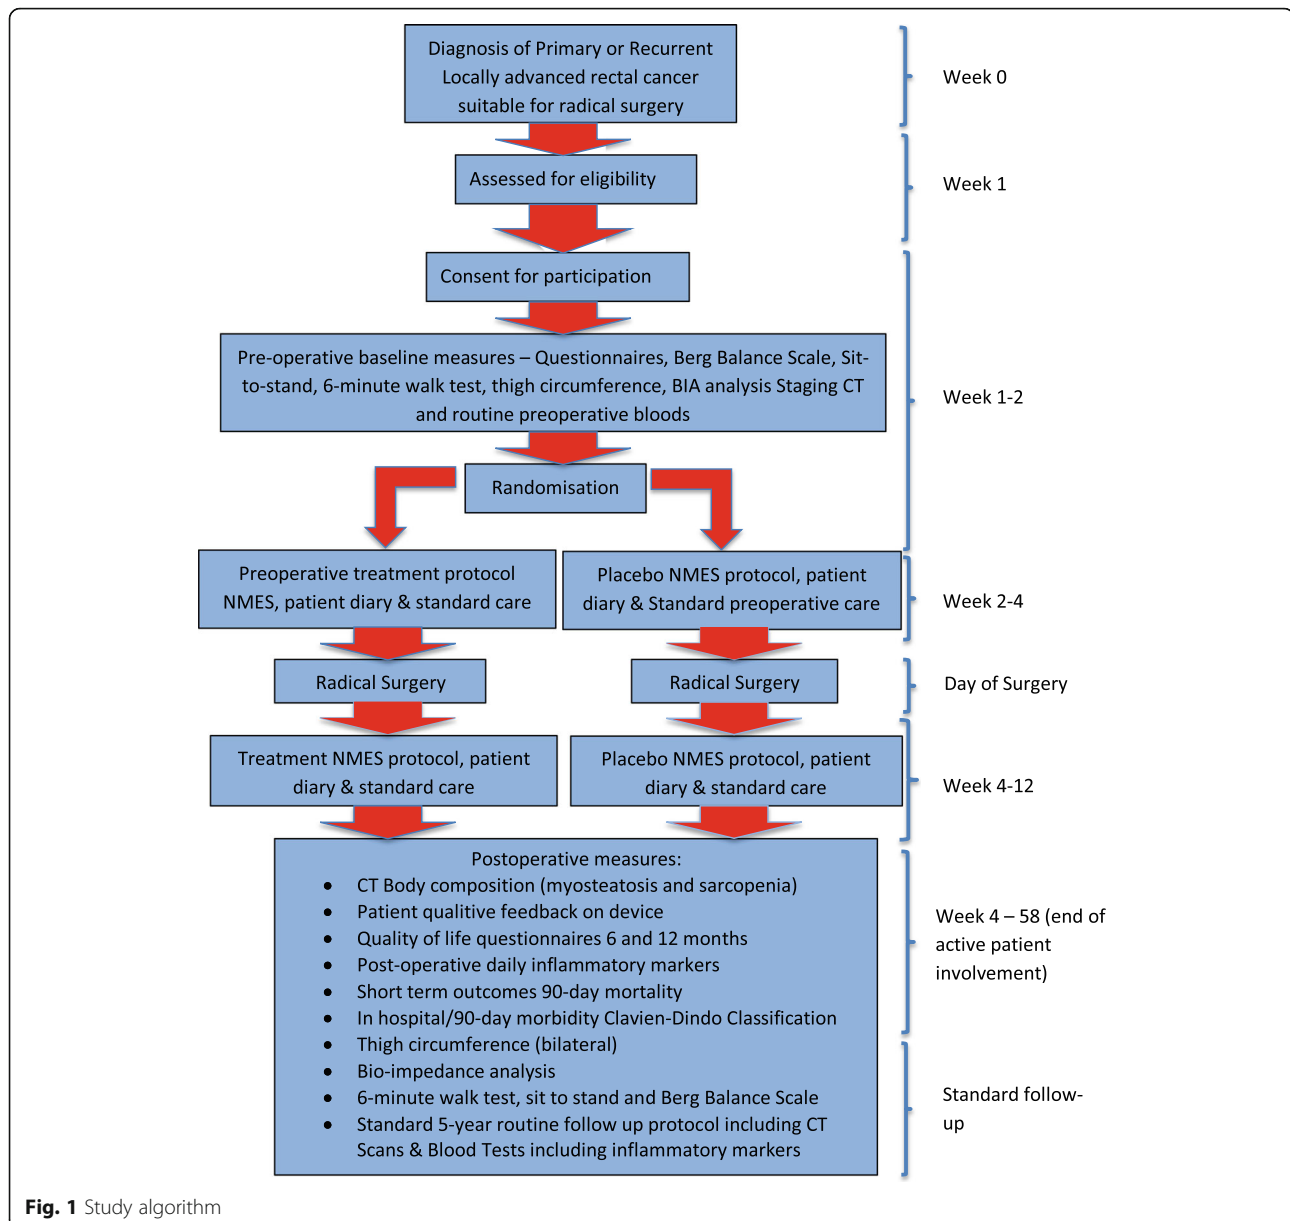 Diagnosis of Primary or Recurrent
Locally advanced rectal cancer
suitable for radical surgery
Week 0
Assessed for eligibility
Week 1
Consent for participation
Pre-operative baseline measures – Questionnaires, Berg Balance Scale, Sit-
to-stand, 6-minute walk test, thigh circumference, BIA analysis Staging CT
and routine preoperative bloods
Week 1-2
Randomisation
Preoperative treatment protocol
NMES, patient diary & standard care
Placebo NMES protocol, patient
diary & Standard preoperative care
Week 2-4
Radical Surgery
Radical Surgery
Day of Surgery
Treatment NMES protocol, patient
diary & standard care
Placebo NMES protocol, patient
diary & standard care
Week 4-12
Postoperative measures:
• CT Body composition (myosteatosis and sarcopenia)
• Patient qualitive feedback on device
• Quality of life questionnaires 6 and 12 months
• Post-operative daily inflammatory markers
• Short term outcomes 90-day mortality
• In hospital/90-day morbidity Clavien-Dindo Classification
• Thigh circumference (bilateral)
• Bio-impedance analysis
• 6-minute walk test, sit to stand and Berg Balance Scale
• Standard 5-year routine follow up protocol including CT
Scans & Blood Tests including inflammatory markers
Week 4 – 58 (end of
active patient
involvement)
Standard follow-
up
Fig. 1 Study algorithm